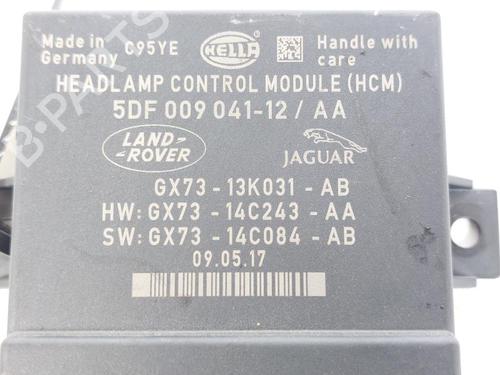 Made in Germany C95YE HELLA Handle with care
HEADLAMP CONTROL MODULE (HCM)
5DF 009 041-12 / AA
LAND-ROVER JAGUAR
GX73 - 13K031 - AB
HW: GX73 - 14C243 - AA
SW: GX73 - 14C084 - AB
09.05.17
B-PARTS